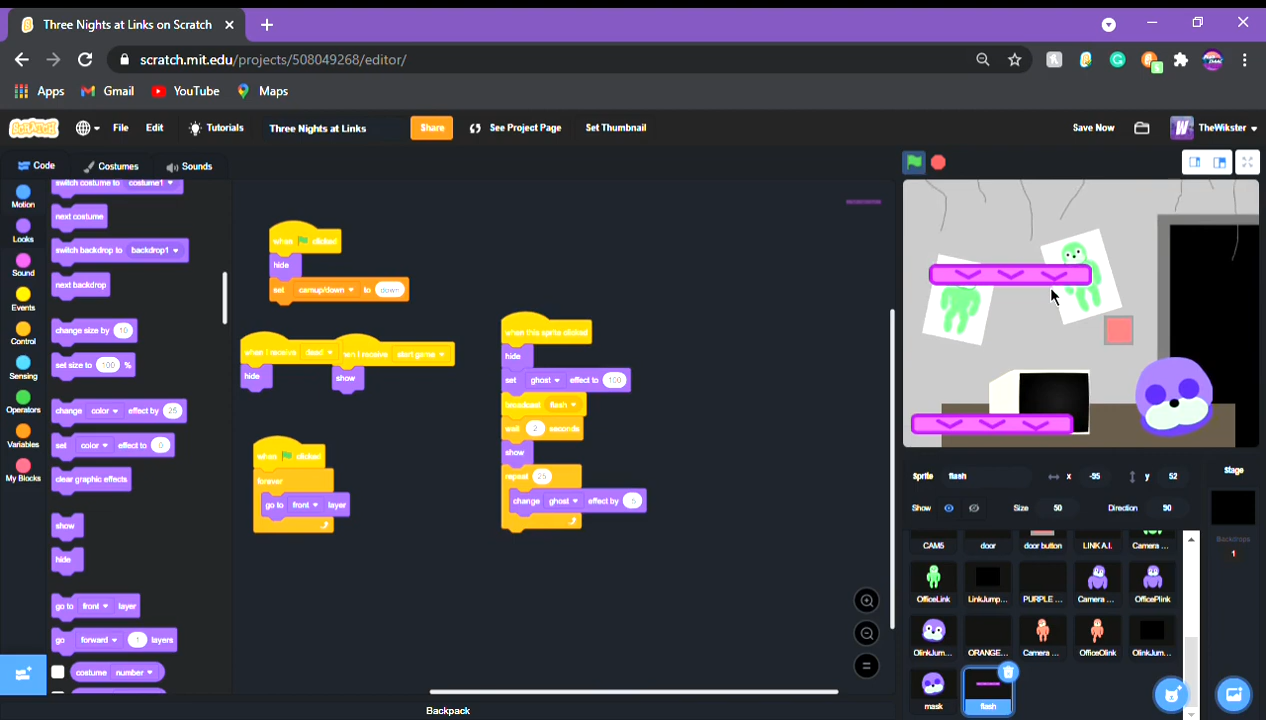 Three Nights at Links on Scratch
scratch.mit.edu/projects/508049268/editor/
Apps Gmail YouTube Maps
SCRATCH File Edit Tutorials Three Nights at Links Share See Project Page Set Thumbnail Save Now TheWikster
Code Costumes Sounds
Motion
Looks
Sound
Events
Control
Sensing
Operators
Variables
My Blocks
switch costume to costume1
next costume
switch backdrop to backdrop1
next backdrop
change size by 10
set size to 100 %
change color effect by 25
set color effect to 0
clear graphic effects
show
hide
go to front layer
go forward 1 layers
costume number
when clicked
hide
set camup/down to down
when I receive dead
hide
en I receive start game
show
when clicked
forever
go to front layer
when this sprite clicked
hide
set ghost effect to 100
broadcast flash
wait 2 seconds
show
repeat 25
change ghost effect by 5
Sprite flash x -95 y 52
Show Size 50 Direction 90
Stage
Backdrops
1
CAM5 door door button LINK A.I. Camera ...
OfficeLink LinkJump... PURPLE ... Camera ... OfficePlink
OlinkJum... ORANGE... Camera ... OfficeOlink OlinkJum...
mask flash
Backpack